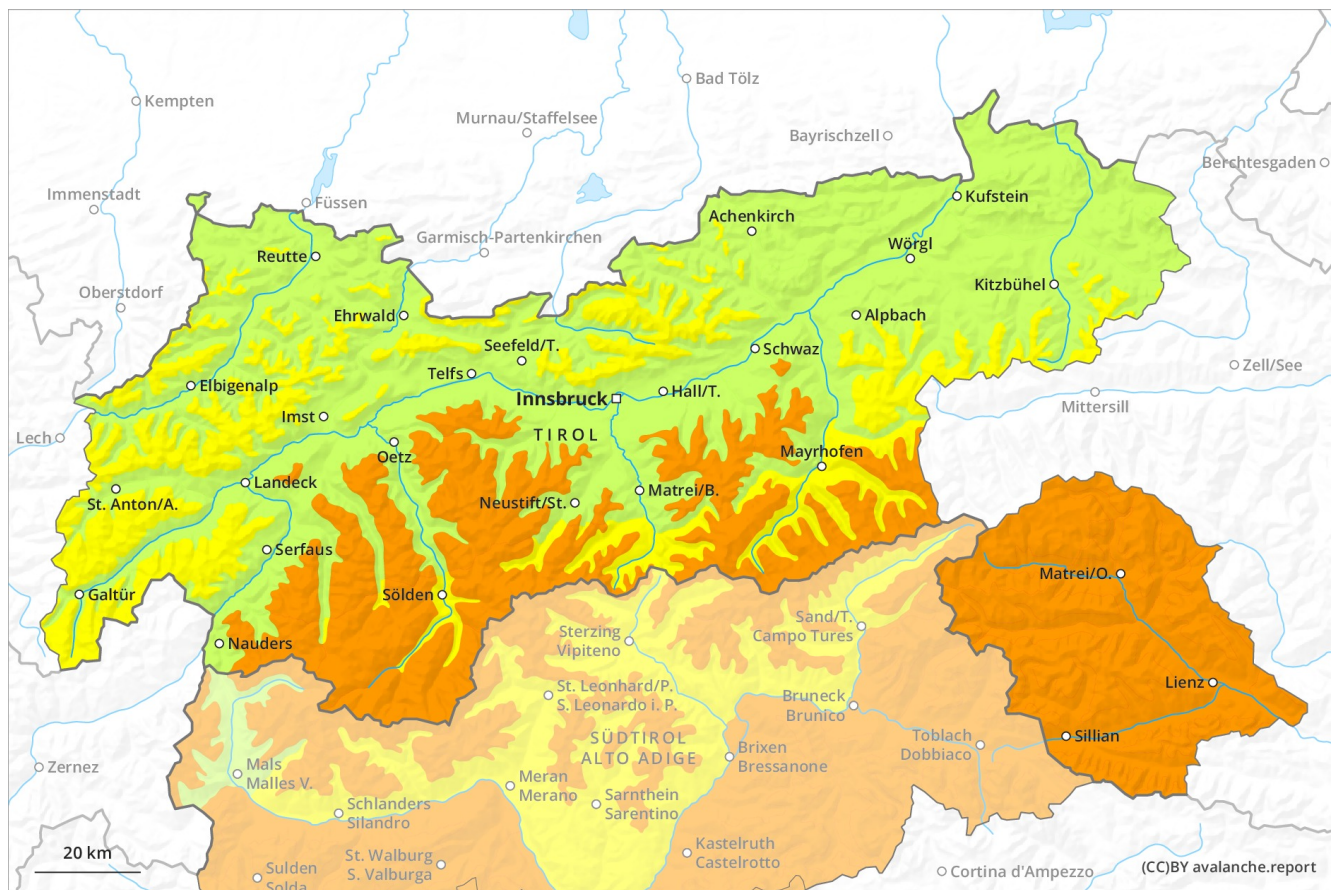 Kempten
Bad Tölz
Murnau/Staffelsee
Bayrischzell
Berchtesgaden
Immenstadt
Füssen
Kufstein
Achenkirch
Garmisch-Partenkirchen
Wörgl
Reutte
Oberstdorf
Kitzbühel
Ehrwald
Alpbach
Seefeld/T.
Schwaz
Zell/See
Telfs
Elbigenalp
Innsbruck
Hall/T.
Mittersill
Imst
Lech
TIROL
Oetz
Mayrhofen
Landeck
Matrei/B.
St. Anton/A.
Neustift/St.
Serfaus
Matrei/O.
Galtür
Sölden
Sand/T.
Campo Tures
Sterzing
Vipiteno
Nauders
Lienz
St. Leonhard/P.
S. Leonardo i. P.
Bruneck
Brunico
SÜDTIROL
ALTO ADIGE
Toblach
Dobbiaco
Sillian
Brixen
Bressanone
Zernez
Mals
Malles V.
Meran
Merano
Sarnthein
Sarentino
Schlanders
Silandro
Kastelruth
Castelrotto
20 km
St. Walburg
S. Valburga
Sulden
Solda
Cortina d'Ampezzo
(CC)BY avalanche.report